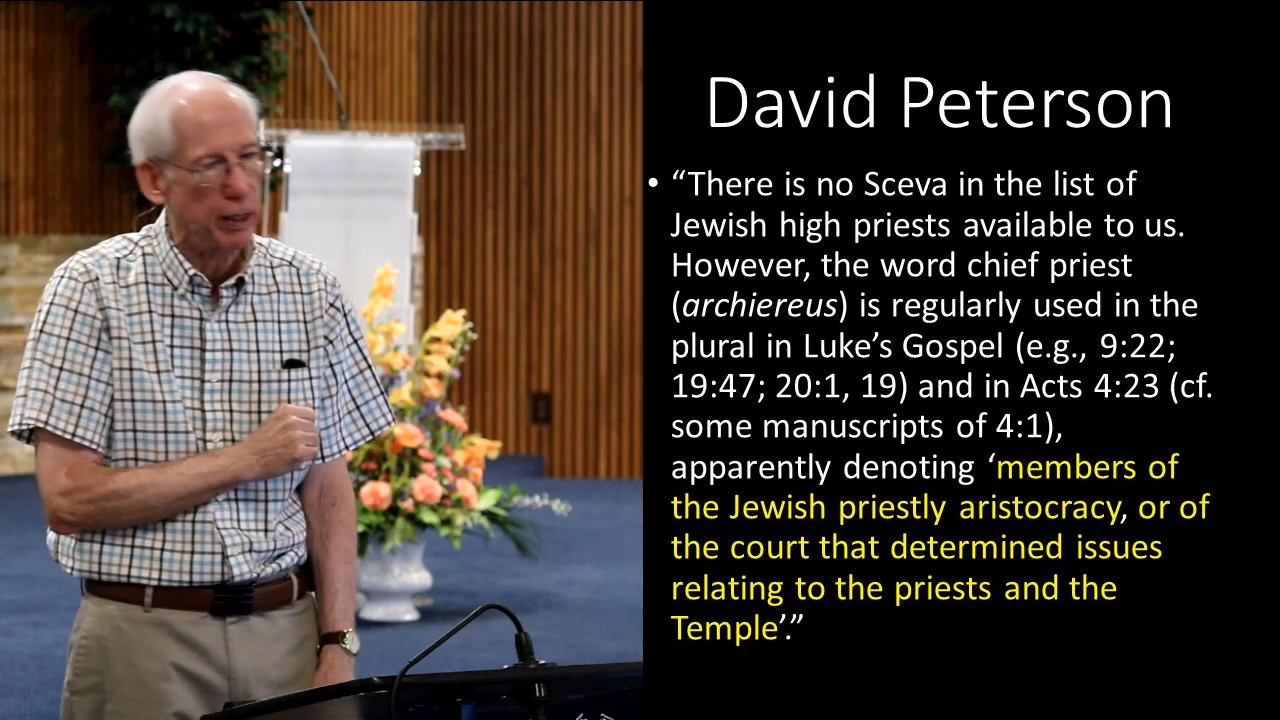 David Peterson
• “There is no Sceva in the list of
Jewish high priests available to us.
However, the word chief priest
(archiereus) is regularly used in the
plural in Luke’s Gospel (e.g., 9:22;
19:47; 20:1, 19) and in Acts 4:23 (cf.
some manuscripts of 4:1),
apparently denoting ‘members of
the Jewish priestly aristocracy, or of
the court that determined issues
relating to the priests and the
Temple’.”